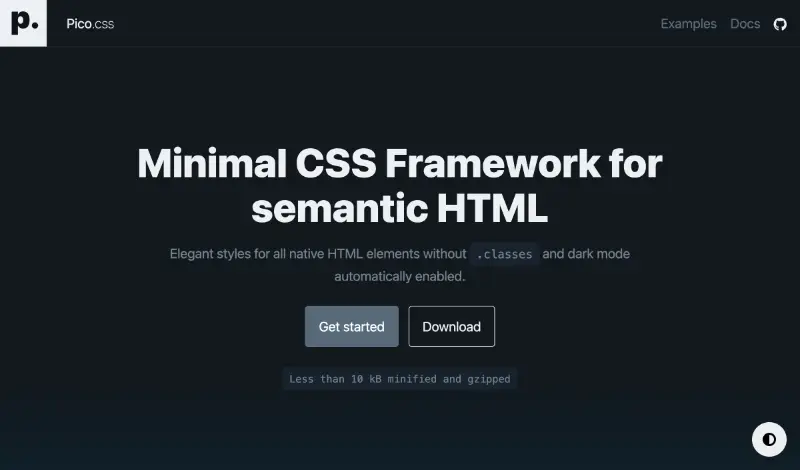 p.
Pico.css
Examples
Docs
Minimal CSS Framework for
semantic HTML
Elegant styles for all native HTML elements without .classes and dark mode
automatically enabled.
Get started
Download
Less than 10 kB minified and gzipped